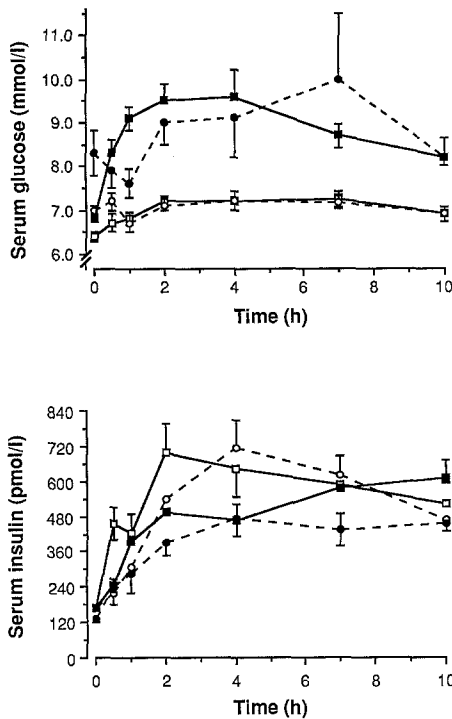 Serum glucose (mmol/l)
11.0
10.0
9.0
8.0
7.0
6.0
0 2 4 6 8 10
Time (h)
Serum insulin (pmol/l)
840
720
600
480
360
240
120
0
0 2 4 6 8 10
Time (h)